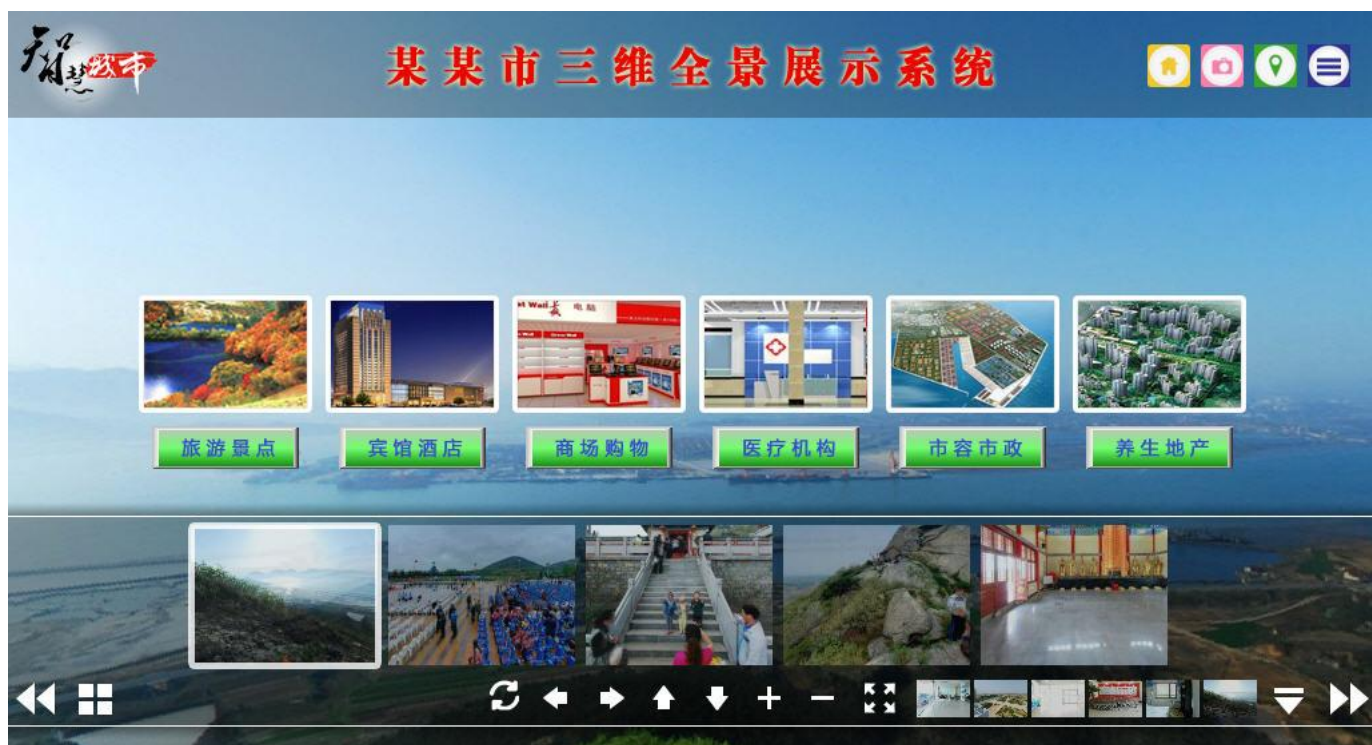 智慧城市
某某市三维全景展示系统
电脑
旅游景点
宾馆酒店
商场购物
医疗机构
市容市政
养生地产